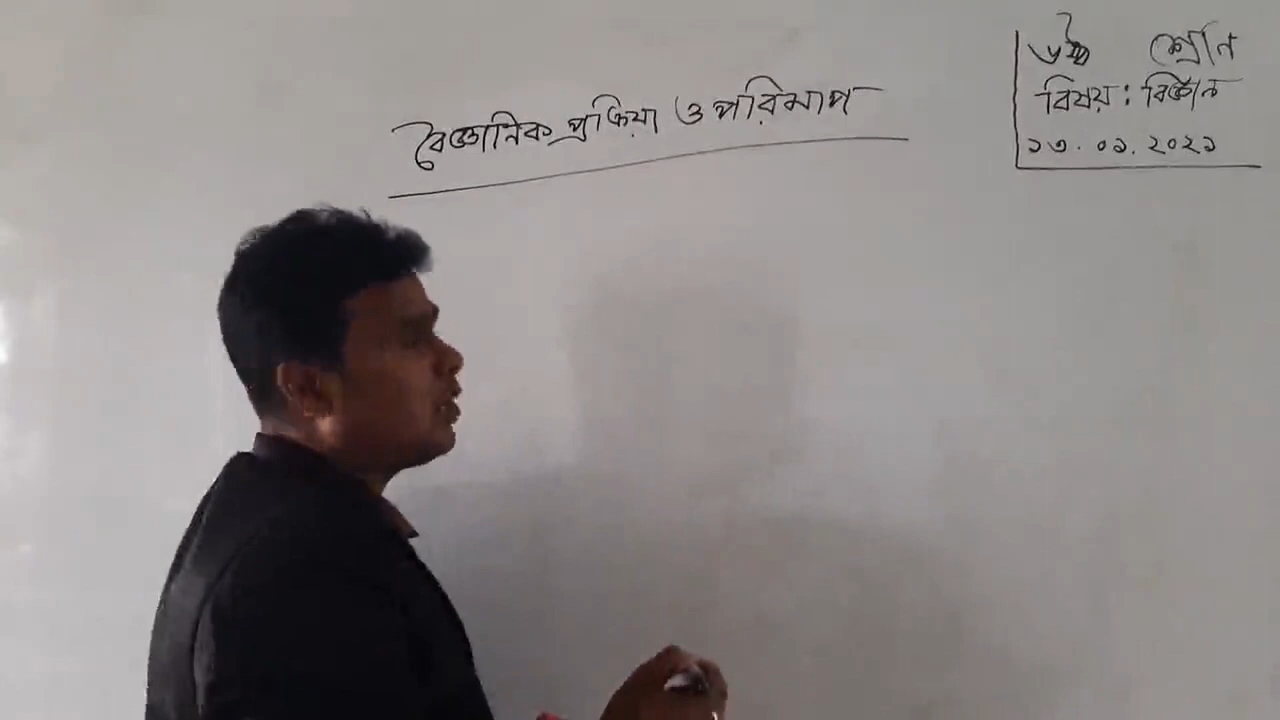 বৈজ্ঞানিক প্রক্রিয়া ও পরিমাপ
৬ষ্ঠ শ্রেণি
বিষয় : বিজ্ঞান
১৩.০১.২০২১